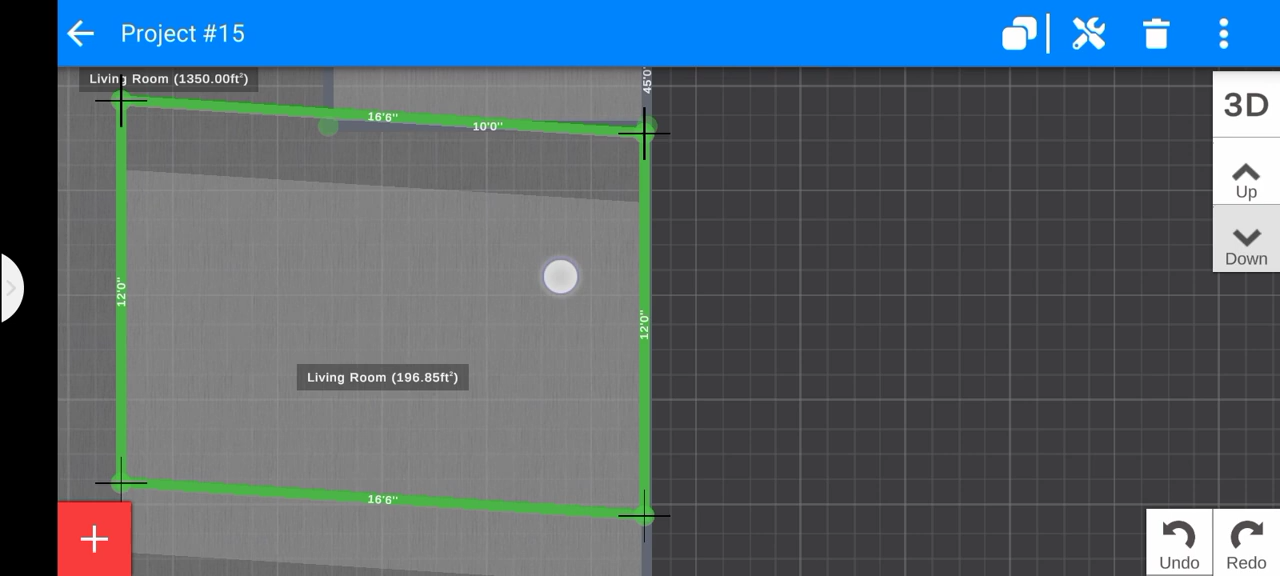 Project #15
Living Room (1350.00ft²)
45'0"
3D
16'6"
10'0"
Up
Down
12'0"
12'0"
Living Room (196.85ft²)
16'6"
Undo
Redo